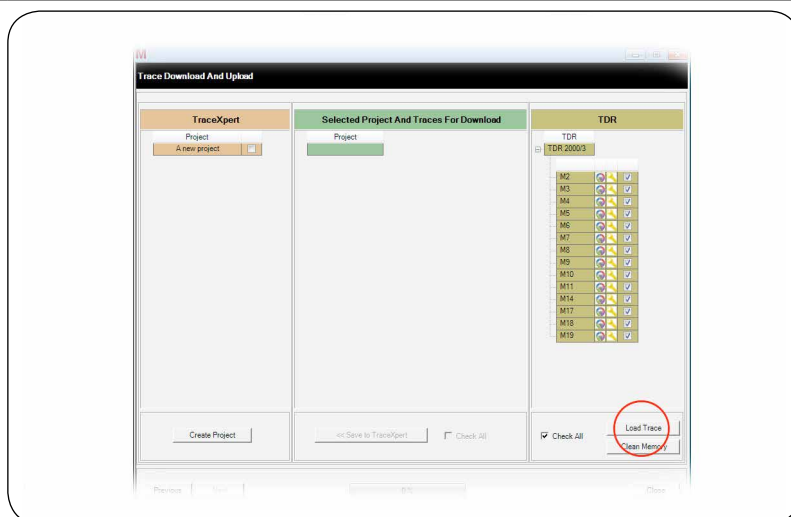 M
Trace Download And Upload
TraceXpert
Project
A new project
Create Project
Selected Project And Traces For Download
Project
<< Save to TraceXpert
Check All
TDR
TDR
TDR 2000/3
M2
M3
M4
M5
M6
M7
M8
M9
M10
M11
M14
M17
M18
M19
Check All
Load Trace
Clean Memory
Previous
Next
0%
Close